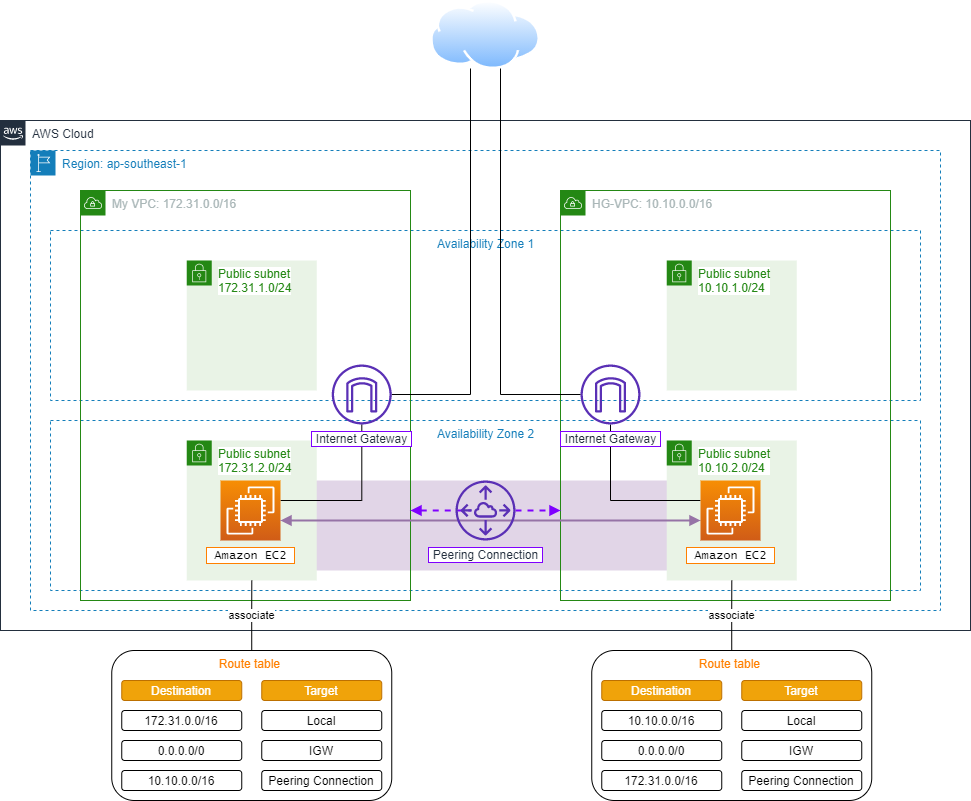 aws
AWS Cloud
Region: ap-southeast-1
My VPC: 172.31.0.0/16
HG-VPC: 10.10.0.0/16
Availability Zone 1
Public subnet
172.31.1.0/24
Public subnet
10.10.1.0/24
Internet Gateway
Availability Zone 2
Internet Gateway
Public subnet
172.31.2.0/24
Public subnet
10.10.2.0/24
Amazon EC2
Peering Connection
Amazon EC2
associate
associate
Route table
Destination Target
172.31.0.0/16 Local
0.0.0.0/0 IGW
10.10.0.0/16 Peering Connection
Route table
Destination Target
10.10.0.0/16 Local
0.0.0.0/0 IGW
172.31.0.0/16 Peering Connection